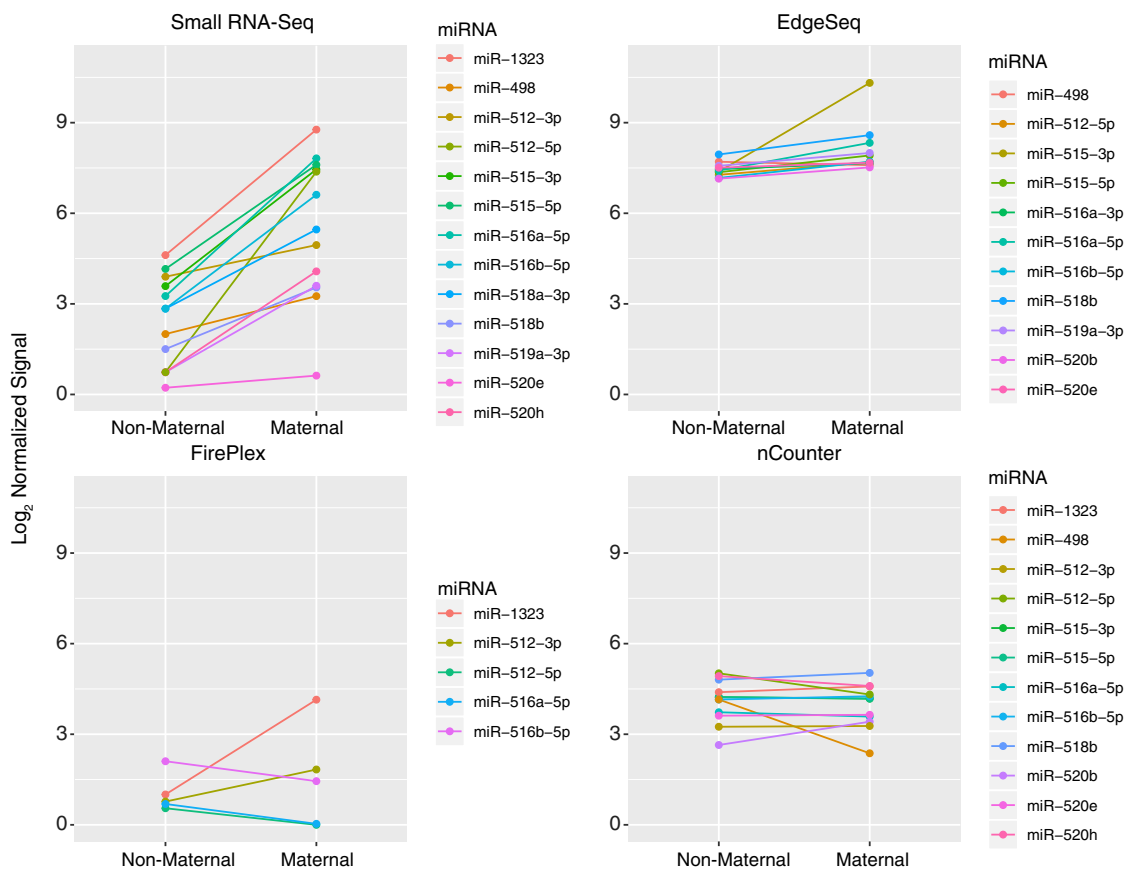 Log₂ Normalized Signal
Small RNA-Seq
9
6
3
0
Non-Maternal Maternal
miRNA
miR−1323
miR−498
miR−512−3p
miR−512−5p
miR−515−3p
miR−515−5p
miR−516a−5p
miR−516b−5p
miR−518a−3p
miR−518b
miR−519a−3p
miR−520e
miR−520h
EdgeSeq
9
6
3
0
Non-Maternal Maternal
miRNA
miR−498
miR−512−5p
miR−515−3p
miR−515−5p
miR−516a−3p
miR−516a−5p
miR−516b−5p
miR−518b
miR−519a−3p
miR−520b
miR−520e
FirePlex
9
6
3
0
Non-Maternal Maternal
miRNA
miR−1323
miR−512−3p
miR−512−5p
miR−516a−5p
miR−516b−5p
nCounter
9
6
3
0
Non-Maternal Maternal
miRNA
miR−1323
miR−498
miR−512−3p
miR−512−5p
miR−515−3p
miR−515−5p
miR−516a−5p
miR−516b−5p
miR−518b
miR−520b
miR−520e
miR−520h